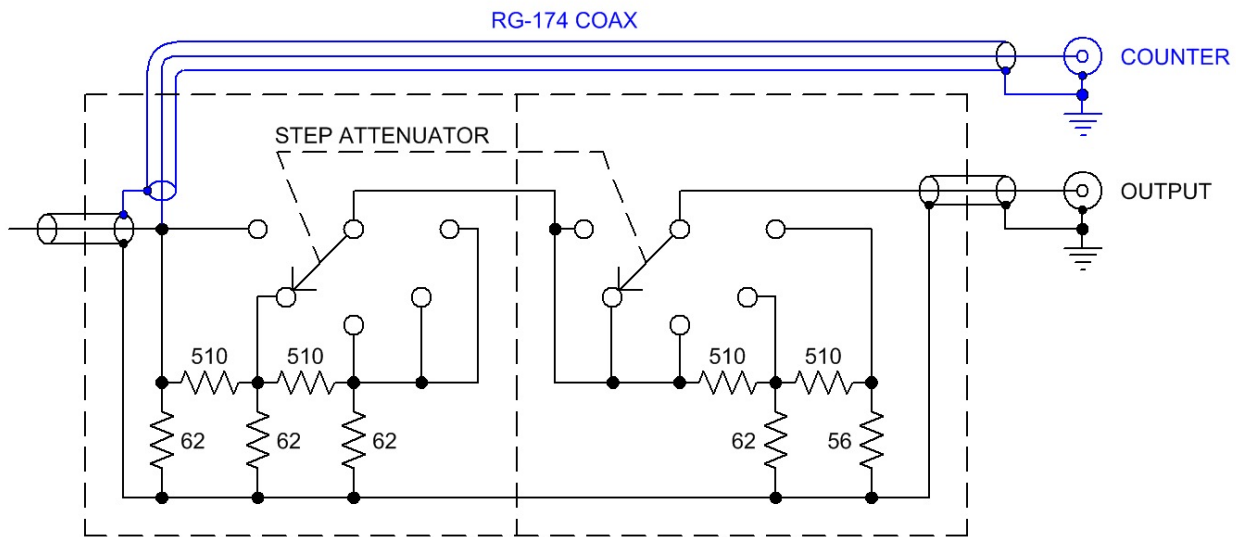 RG-174 COAX
COUNTER
STEP ATTENUATOR
OUTPUT
510 510 510 510
62 62 62 62 56